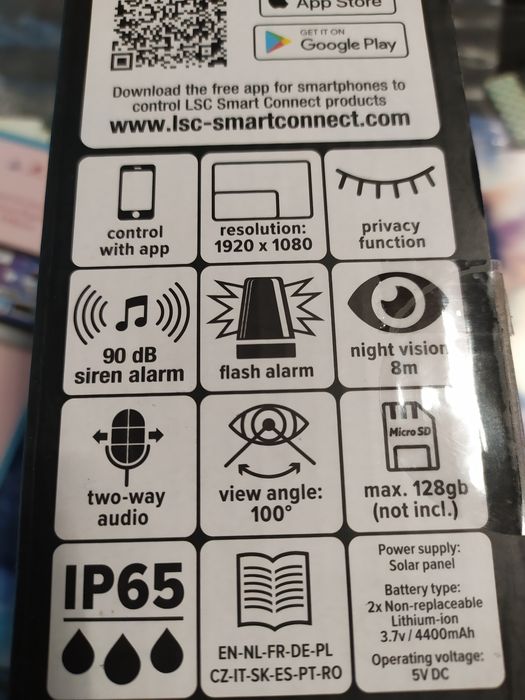 App Store
GET IT ON
Google Play
Download the free app for smartphones to
control LSC Smart Connect products
www.lsc-smartconnect.com
control
with app
resolution:
1920 x 1080
privacy
function
90 dB
siren alarm
flash alarm
night vision
8m
two-way
audio
view angle:
100°
Micro SD
max. 128gb
(not incl.)
IP65
EN-NL-FR-DE-PL
CZ-IT-SK-ES-PT-RO
Power supply:
Solar panel
Battery type:
2x Non-replaceable
Lithium-ion
3.7v / 4400mAh
Operating voltage:
5V DC